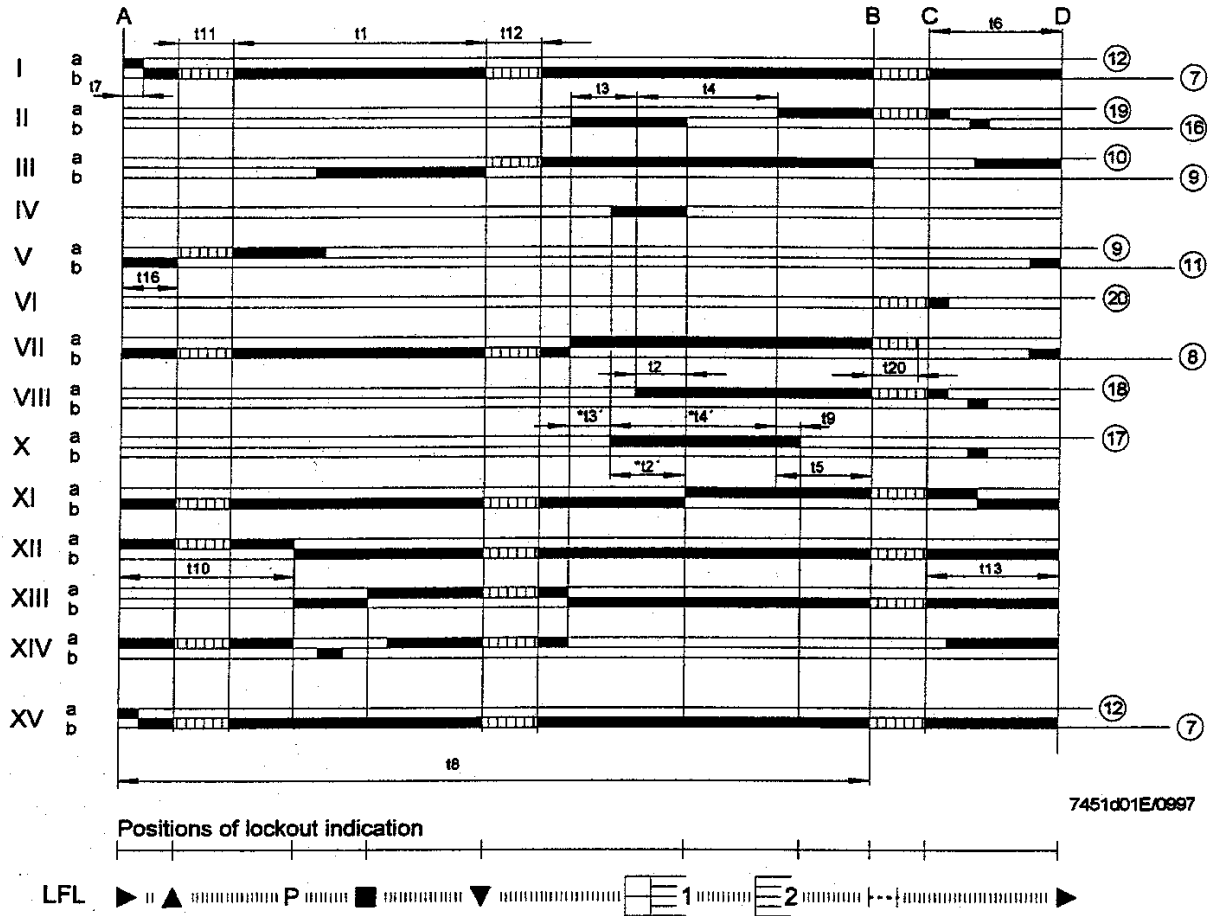 A B C D
t11 t1 t12 t6
I a b 12 7
t7
t3 t4
II a b 19 16
III a b 10 9
IV
V a b 9 11
t16
VI 20
VII a b 8
t2 t20
VIII a b 18
*t3´ *t4´ t9
X a b 17
*t2´ t5
XI a b
XII a b
t10 t13
XIII a b
XIV a b
XV a b 12 7
t8
7451d01E/0997
Positions of lockout indication
LFL P 1 2